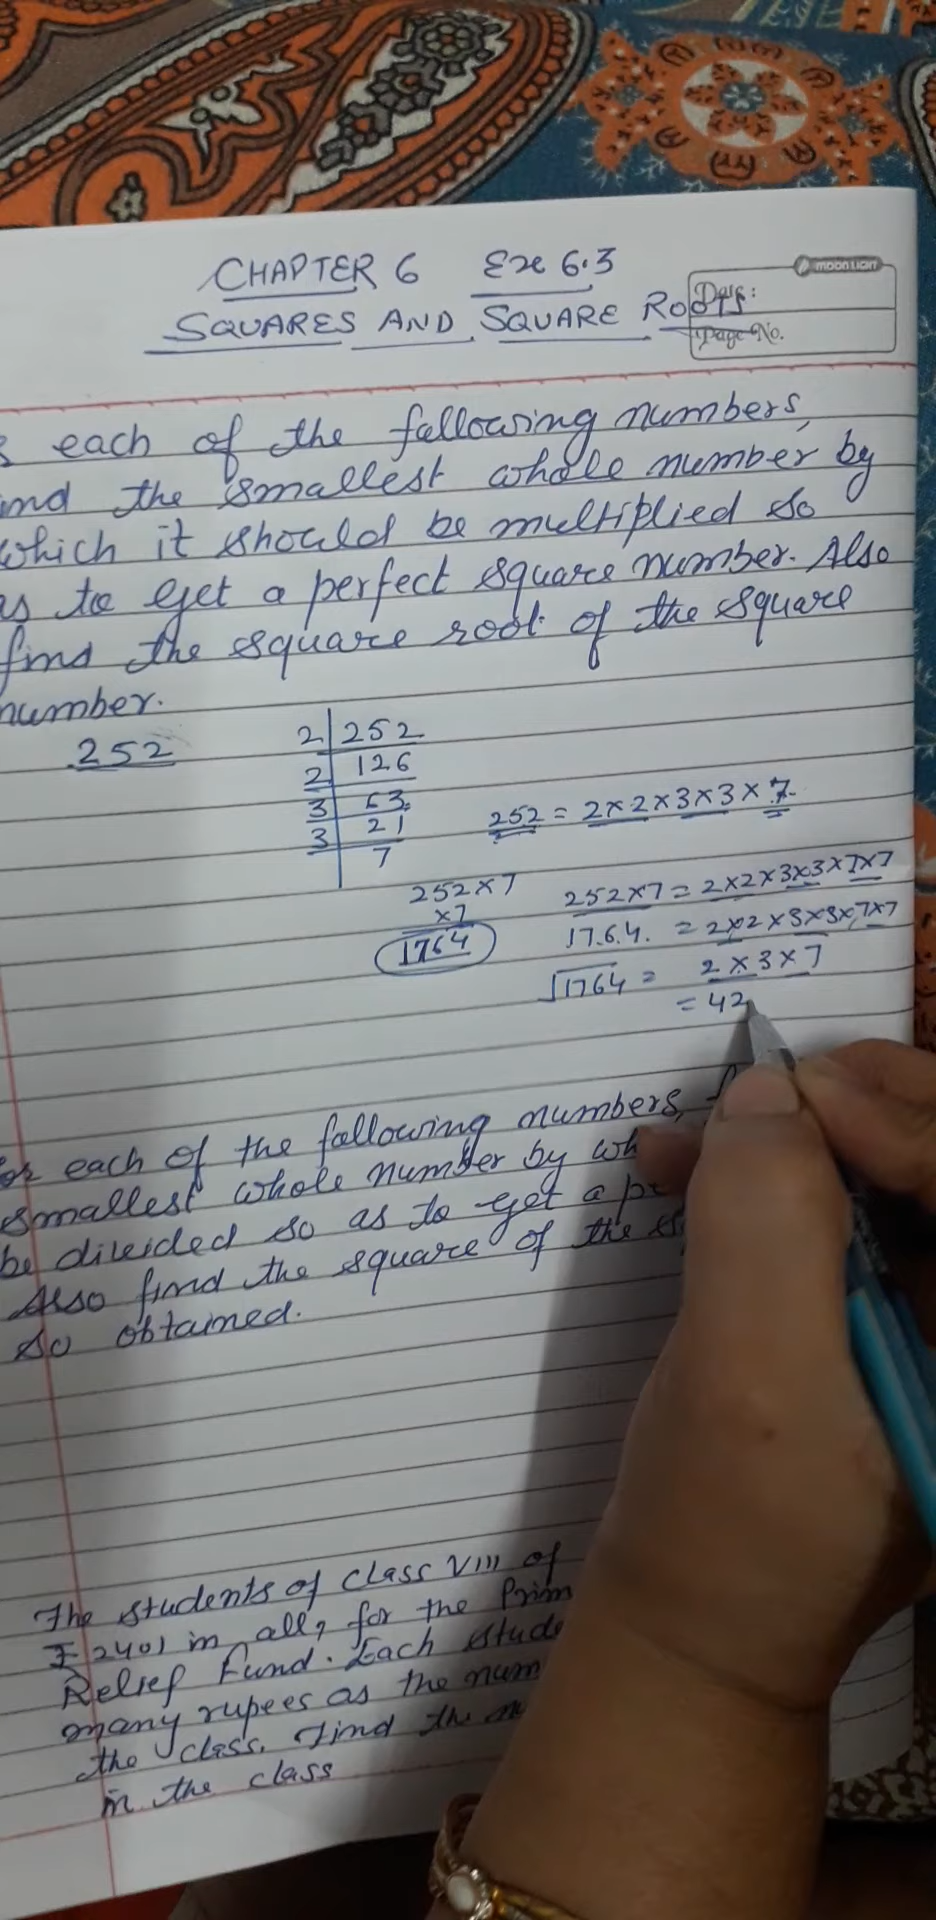 CHAPTER 6 Exe 6.3
moonlight
SQUARES AND SQUARE ROOTS
Date:
Page No.
each of the following numbers,
the smallest whole number by
which it should be multiplied so
as to get a perfect square number. Also
find the square root of the square
number.
252
2 | 252
2 | 126
3 | 63
3 | 21
7
252 = 2×2×3×3×7
252×7
×7
1764
252×7 = 2×2×3×3×7×7
1764 = 2×2×3×3×7×7
√1764 = 2×3×7
= 42
each of the following numbers,
smallest whole number by
be divided so as to get a
Also find the square of the
so obtained.
The students of class VIII of
₹ 2401 in all, for the
Relief Fund. Each
many rupees as the
the class. Find the
in the class